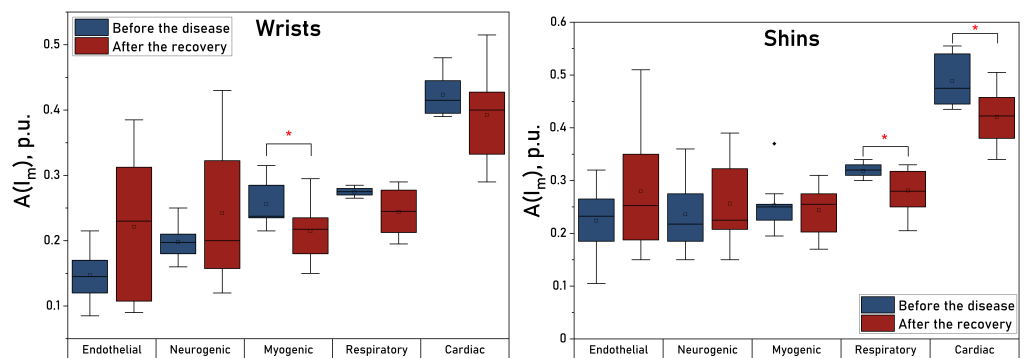 Before the disease
After the recovery
Wrists
A(Im), p.u.
0.5
0.4
0.3
0.2
0.1
Endothelial Neurogenic Myogenic Respiratory Cardiac
*
Shins
A(Im), p.u.
0.6
0.5
0.4
0.3
0.2
0.1
0
*
*
Before the disease
After the recovery
Endothelial Neurogenic Myogenic Respiratory Cardiac